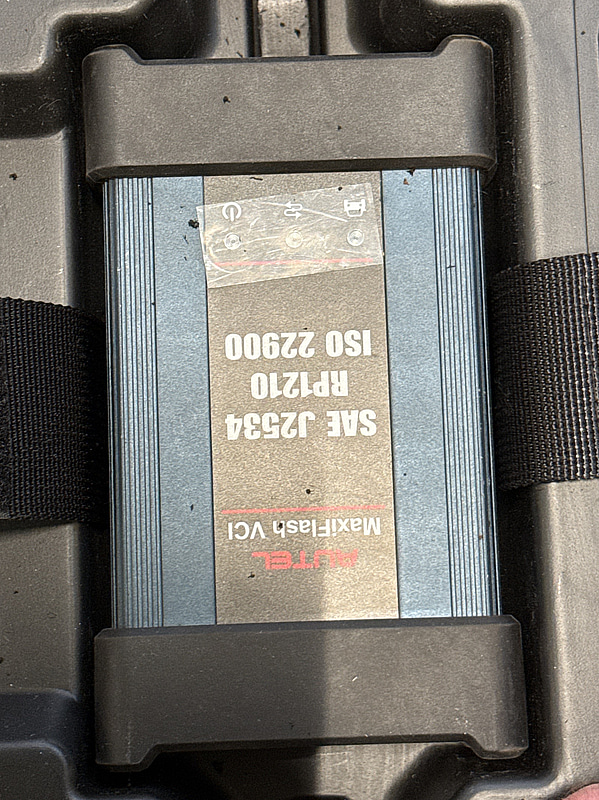 AUTEL
MaxiFlash VCI
SAE J2534
RP1210
ISO 22900